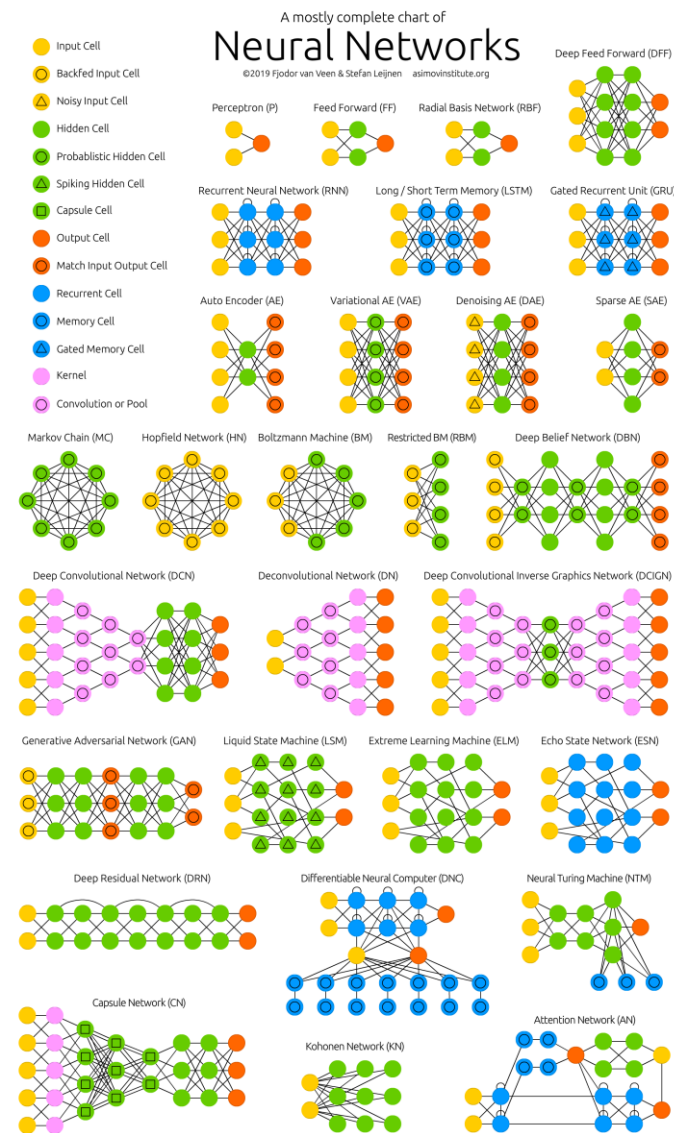 A mostly complete chart of
Neural Networks
©2019 Fjodor van Veen & Stefan Leijnen asimovinstitute.org
Input Cell
Backfed Input Cell
Noisy Input Cell
Hidden Cell
Probablistic Hidden Cell
Spiking Hidden Cell
Capsule Cell
Output Cell
Match Input Output Cell
Recurrent Cell
Memory Cell
Gated Memory Cell
Kernel
Convolution or Pool
Deep Feed Forward (DFF)
Perceptron (P)
Feed Forward (FF)
Radial Basis Network (RBF)
Recurrent Neural Network (RNN)
Long / Short Term Memory (LSTM)
Gated Recurrent Unit (GRU)
Auto Encoder (AE)
Variational AE (VAE)
Denoising AE (DAE)
Sparse AE (SAE)
Markov Chain (MC)
Hopfield Network (HN)
Boltzmann Machine (BM)
Restricted BM (RBM)
Deep Belief Network (DBN)
Deep Convolutional Network (DCN)
Deconvolutional Network (DN)
Deep Convolutional Inverse Graphics Network (DCIGN)
Generative Adversarial Network (GAN)
Liquid State Machine (LSM)
Extreme Learning Machine (ELM)
Echo State Network (ESN)
Deep Residual Network (DRN)
Differentiable Neural Computer (DNC)
Neural Turing Machine (NTM)
Capsule Network (CN)
Kohonen Network (KN)
Attention Network (AN)